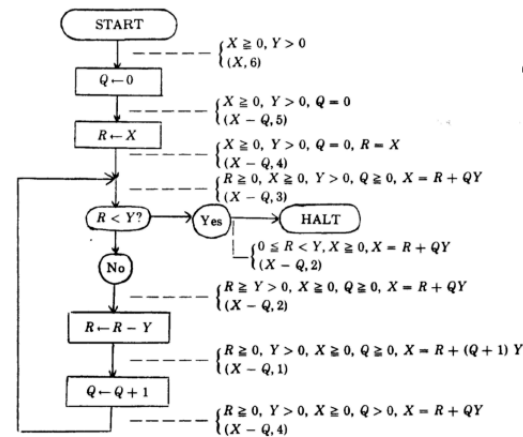 START
X ≧ 0, Y > 0
(X, 6)
Q ← 0
X ≧ 0, Y > 0, Q = 0
(X − Q, 5)
R ← X
X ≧ 0, Y > 0, Q = 0, R = X
(X − Q, 4)
R ≧ 0, X ≧ 0, Y > 0, Q ≧ 0, X = R + QY
(X − Q, 3)
R < Y?
Yes
HALT
0 ≦ R < Y, X ≧ 0, X = R + QY
(X − Q, 2)
No
R ≧ Y > 0, X ≧ 0, Q ≧ 0, X = R + QY
(X − Q, 2)
R ← R − Y
R ≧ 0, Y > 0, X ≧ 0, Q ≧ 0, X = R + (Q + 1) Y
(X − Q, 1)
Q ← Q + 1
R ≧ 0, Y > 0, X ≧ 0, Q > 0, X = R + QY
(X − Q, 4)